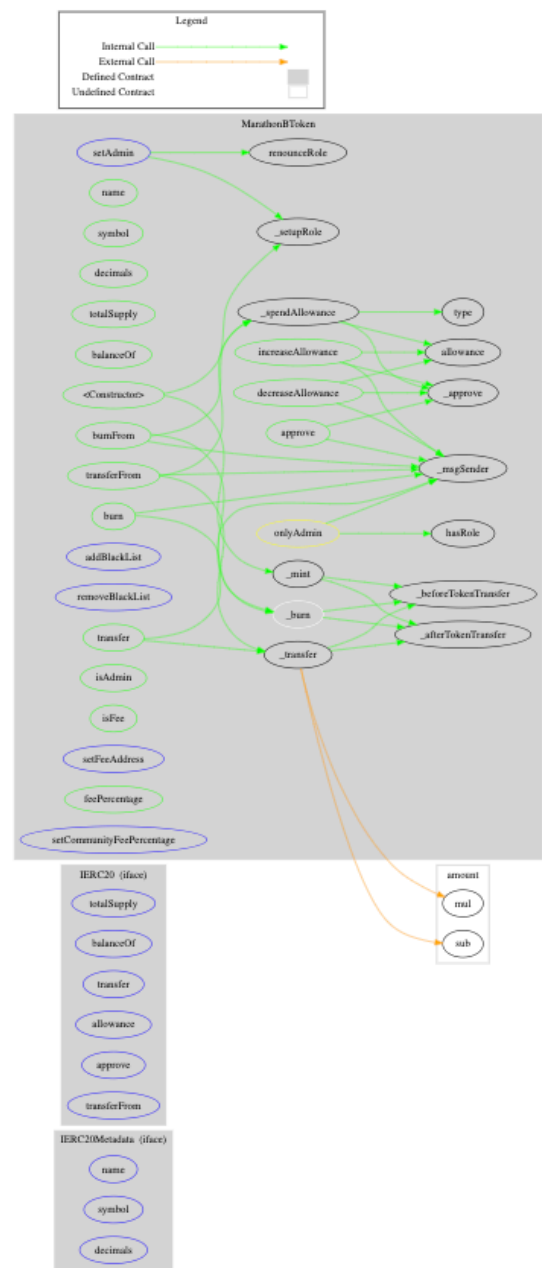 Legend
Internal Call
External Call
Defined Contract
Undefined Contract
MarathonBToken
setAdmin
renounceRole
name
symbol
_setupRole
decimals
totalSupply
_spendAllowance
type
balanceOf
increaseAllowance
allowance
<Constructor>
decreaseAllowance
_approve
burnFrom
approve
transferFrom
_msgSender
burn
onlyAdmin
hasRole
addBlackList
_mint
removeBlackList
_beforeTokenTransfer
_burn
transfer
_afterTokenTransfer
_transfer
isAdmin
isFee
setFeeAddress
feePercentage
setCommunityFeePercentage
IERC20 (iface)
amount
totalSupply
mul
balanceOf
sub
transfer
allowance
approve
transferFrom
IERC20Metadata (iface)
name
symbol
decimals